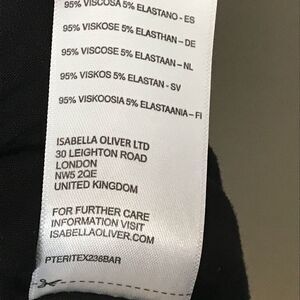 95% VISCOSA 5% ELASTANO - ES
95% VISKOSE 5% ELASTHAN – DE
95% VISCOSE 5% ELASTAAN – NL
95% VISKOS 5% ELASTAN - SV
95% VISKOOSIA 5% ELASTAANIA – FI
ISABELLA OLIVER LTD
30 LEIGHTON ROAD
LONDON
NW5 2QE
UNITED KINGDOM
FOR FURTHER CARE
INFORMATION VISIT
ISABELLAOLIVER.COM
PTERITEX236BAR